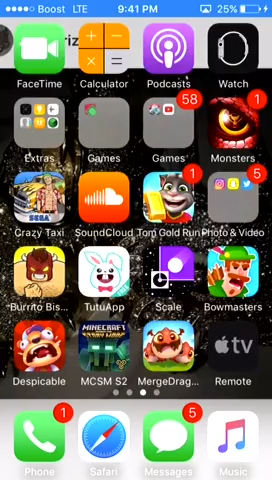 Boost LTE 9:41 PM 25%
riz
FaceTime Calculator Podcasts Watch
58 1
Extras Games Games Monsters
1 5
SEGA
Crazy Taxi SoundCloud Tom Gold Run Photo & Video
Burrito Bis... TutuApp Scale Bowmasters
MINECRAFT
tv
Despicable MCSM S2 MergeDrag... Remote
1 5
Phone Safari Messages Music